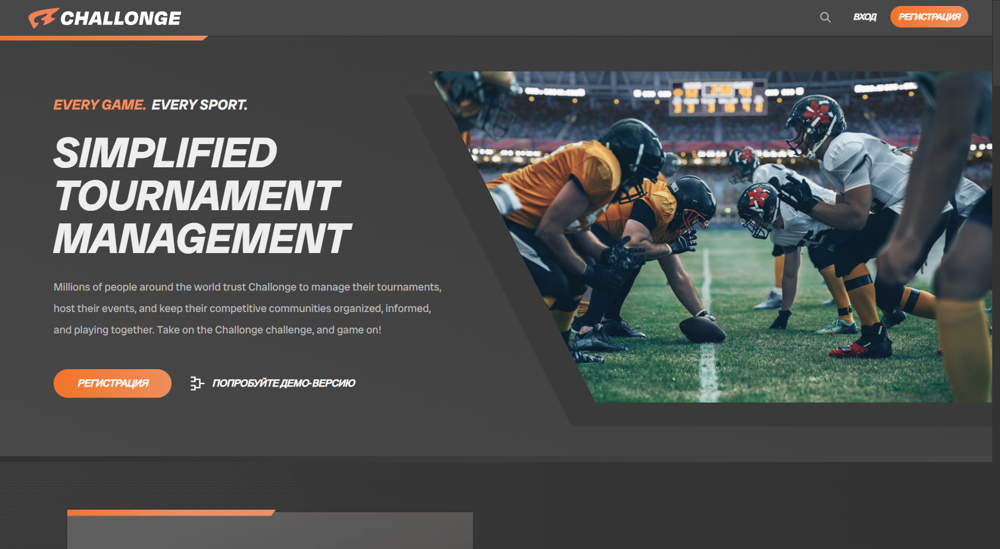 CHALLONGE
ВХОД
РЕГИСТРАЦИЯ
EVERY GAME. EVERY SPORT.
SIMPLIFIED
TOURNAMENT
MANAGEMENT
Millions of people around the world trust Challonge to manage their tournaments,
host their events, and keep their competitive communities organized, informed,
and playing together. Take on the Challonge challenge, and game on!
РЕГИСТРАЦИЯ
ПОПРОБУЙТЕ ДЕМО-ВЕРСИЮ